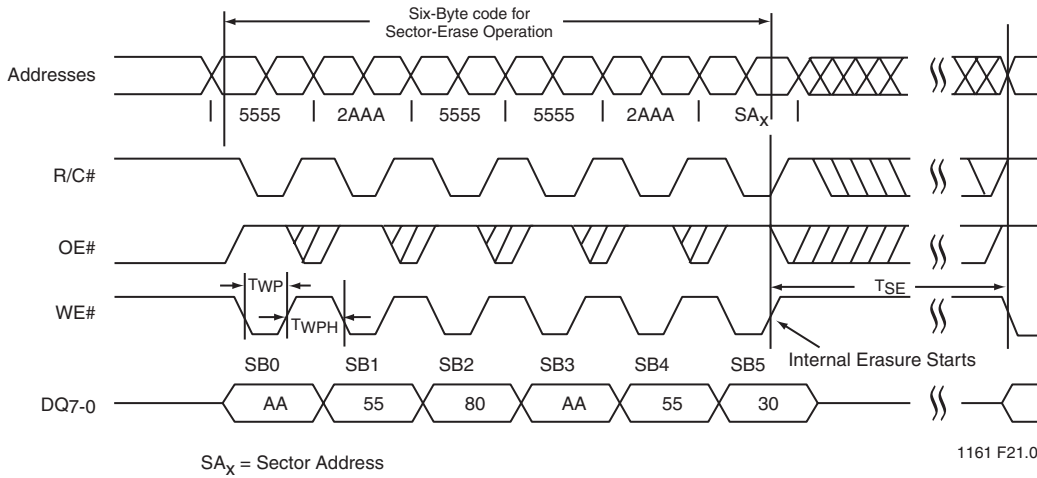 Six-Byte code for
Sector-Erase Operation
Addresses
5555 2AAA 5555 5555 2AAA SAX
R/C#
OE#
TWP
TSE
WE#
TWPH
Internal Erasure Starts
SB0 SB1 SB2 SB3 SB4 SB5
DQ7-0
AA 55 80 AA 55 30
1161 F21.0
SAX = Sector Address